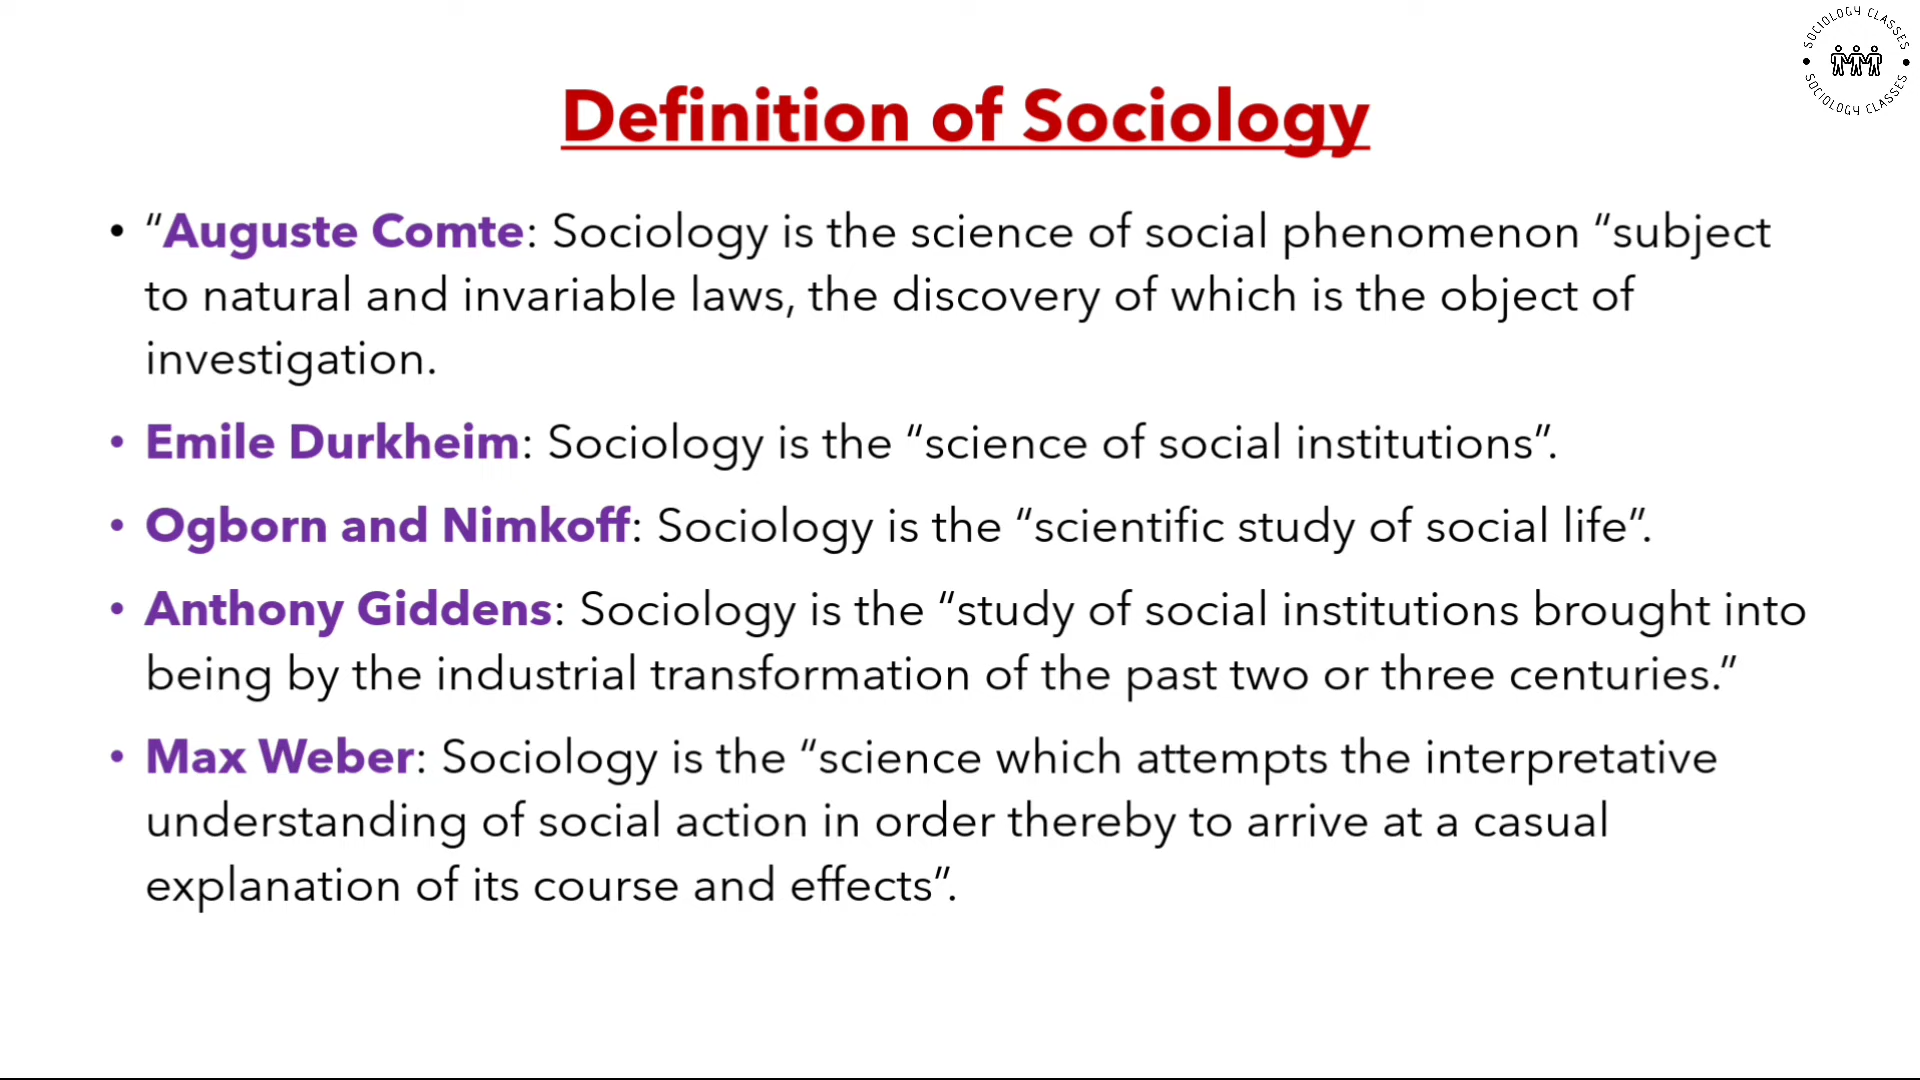 SOCIOLOGY CLASSES
SOCIOLOGY CLASSES
Definition of Sociology
• “Auguste Comte: Sociology is the science of social phenomenon “subject
to natural and invariable laws, the discovery of which is the object of
investigation.
• Emile Durkheim: Sociology is the “science of social institutions”.
• Ogborn and Nimkoff: Sociology is the “scientific study of social life”.
• Anthony Giddens: Sociology is the “study of social institutions brought into
being by the industrial transformation of the past two or three centuries.”
• Max Weber: Sociology is the “science which attempts the interpretative
understanding of social action in order thereby to arrive at a casual
explanation of its course and effects”.